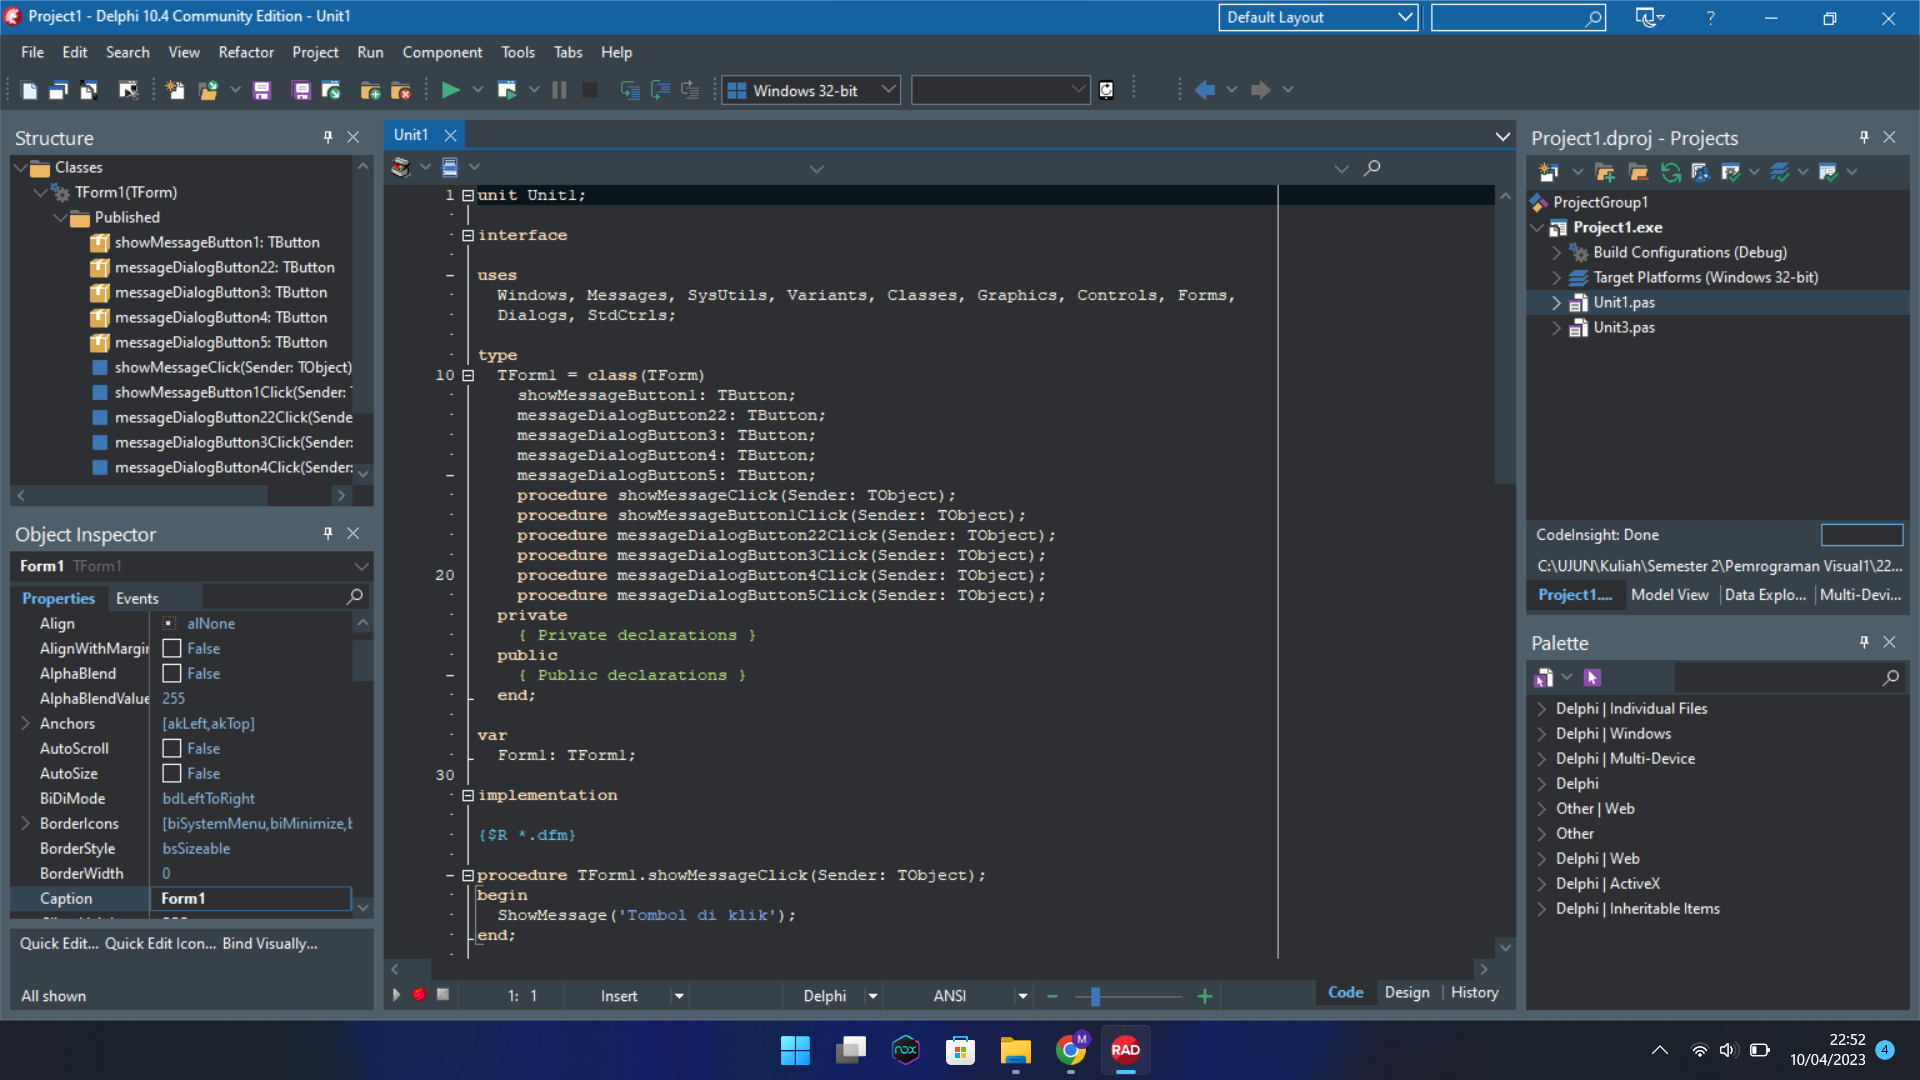 Project1 - Delphi 10.4 Community Edition - Unit1
Default Layout
?
File Edit Search View Refactor Project Run Component Tools Tabs Help
Windows 32-bit
Structure
Classes
TForm1(TForm)
Published
showMessageButton1: TButton
messageDialogButton22: TButton
messageDialogButton3: TButton
messageDialogButton4: TButton
messageDialogButton5: TButton
showMessageClick(Sender: TObject)
showMessageButton1Click(Sender:
messageDialogButton22Click(Sende
messageDialogButton3Click(Sender:
messageDialogButton4Click(Sender:
Object Inspector
Form1 TForm1
Properties Events
Align alNone
AlignWithMargin False
AlphaBlend False
AlphaBlendValue 255
Anchors [akLeft,akTop]
AutoScroll False
AutoSize False
BiDiMode bdLeftToRight
BorderIcons [biSystemMenu,biMinimize,b
BorderStyle bsSizeable
BorderWidth 0
Caption Form1
Quick Edit... Quick Edit Icon... Bind Visually...
All shown
Unit1
1 unit Unit1;
interface
uses
Windows, Messages, SysUtils, Variants, Classes, Graphics, Controls, Forms,
Dialogs, StdCtrls;
type
10 TForm1 = class(TForm)
showMessageButton1: TButton;
messageDialogButton22: TButton;
messageDialogButton3: TButton;
messageDialogButton4: TButton;
messageDialogButton5: TButton;
procedure showMessageClick(Sender: TObject);
procedure showMessageButton1Click(Sender: TObject);
procedure messageDialogButton22Click(Sender: TObject);
procedure messageDialogButton3Click(Sender: TObject);
20 procedure messageDialogButton4Click(Sender: TObject);
procedure messageDialogButton5Click(Sender: TObject);
private
{ Private declarations }
public
{ Public declarations }
end;
var
Form1: TForm1;
30
implementation
{$R *.dfm}
procedure TForm1.showMessageClick(Sender: TObject);
begin
ShowMessage('Tombol di klik');
end;
1: 1 Insert Delphi ANSI Code Design History
Project1.dproj - Projects
ProjectGroup1
Project1.exe
Build Configurations (Debug)
Target Platforms (Windows 32-bit)
Unit1.pas
Unit3.pas
CodeInsight: Done
C:\UJUN\Kuliah\Semester 2\Pemrograman Visual1\22...
Project1.... Model View Data Explo... Multi-Devi...
Palette
Delphi | Individual Files
Delphi | Windows
Delphi | Multi-Device
Delphi
Other | Web
Other
Delphi | Web
Delphi | ActiveX
Delphi | Inheritable Items
nox
M
RAD
22:52
10/04/2023
4